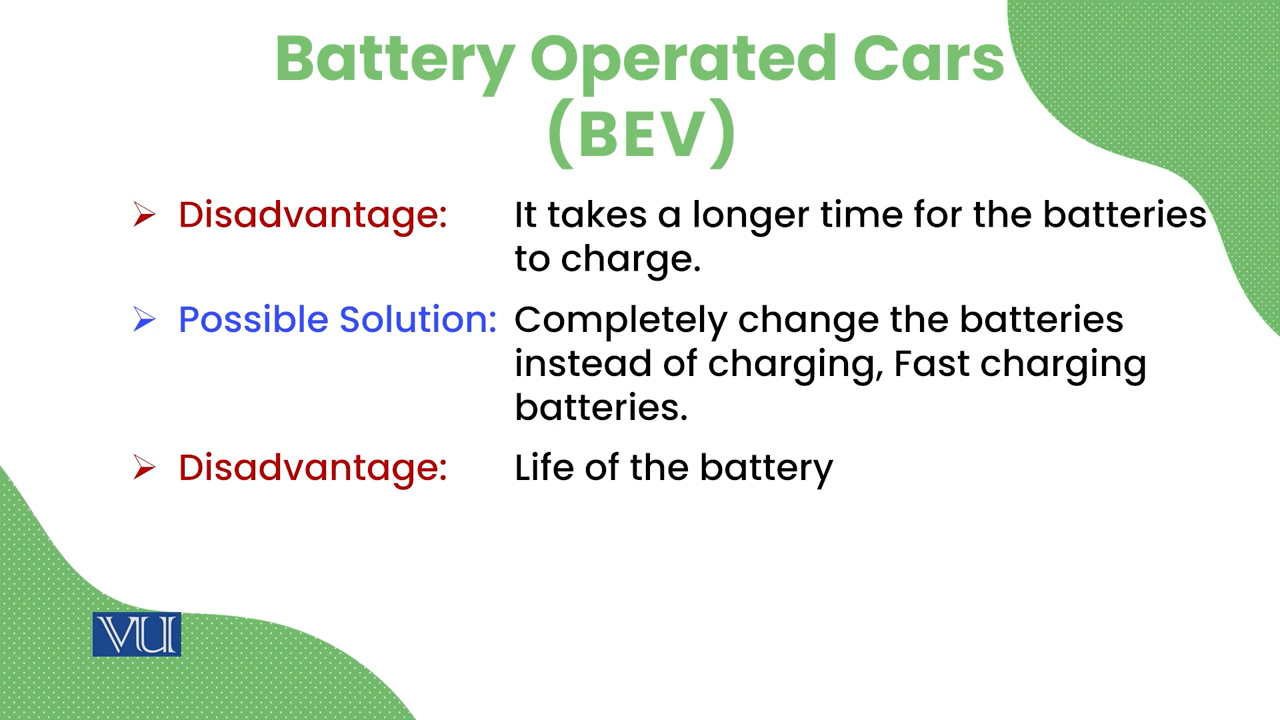 Battery Operated Cars
(BEV)
Disadvantage: It takes a longer time for the batteries
to charge.
Possible Solution: Completely change the batteries
instead of charging, Fast charging
batteries.
Disadvantage: Life of the battery
VU